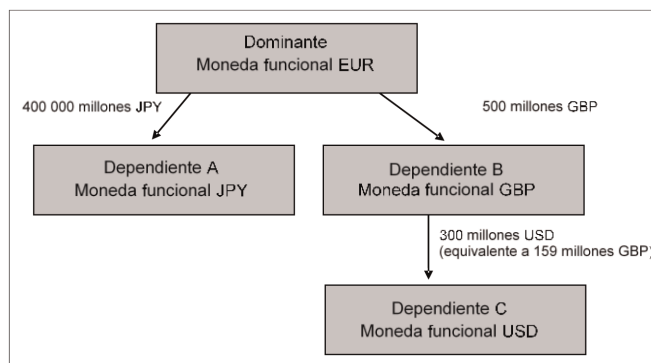 Dominante
Moneda funcional EUR
400 000 millones JPY
500 millones GBP
Dependiente A
Moneda funcional JPY
Dependiente B
Moneda funcional GBP
300 millones USD
(equivalente a 159 millones GBP)
Dependiente C
Moneda funcional USD